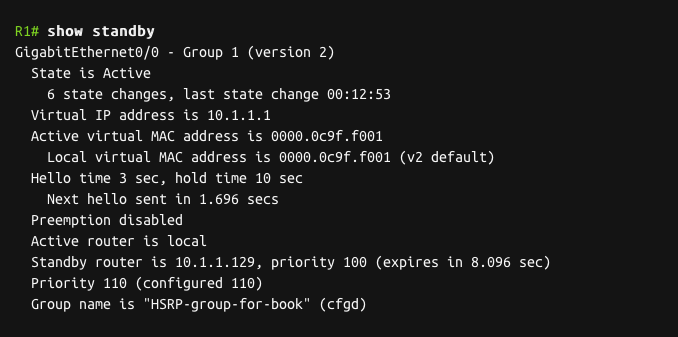 R1# show standby
GigabitEthernet0/0 - Group 1 (version 2)
State is Active
6 state changes, last state change 00:12:53
Virtual IP address is 10.1.1.1
Active virtual MAC address is 0000.0c9f.f001
Local virtual MAC address is 0000.0c9f.f001 (v2 default)
Hello time 3 sec, hold time 10 sec
Next hello sent in 1.696 secs
Preemption disabled
Active router is local
Standby router is 10.1.1.129, priority 100 (expires in 8.096 sec)
Priority 110 (configured 110)
Group name is "HSRP-group-for-book" (cfgd)